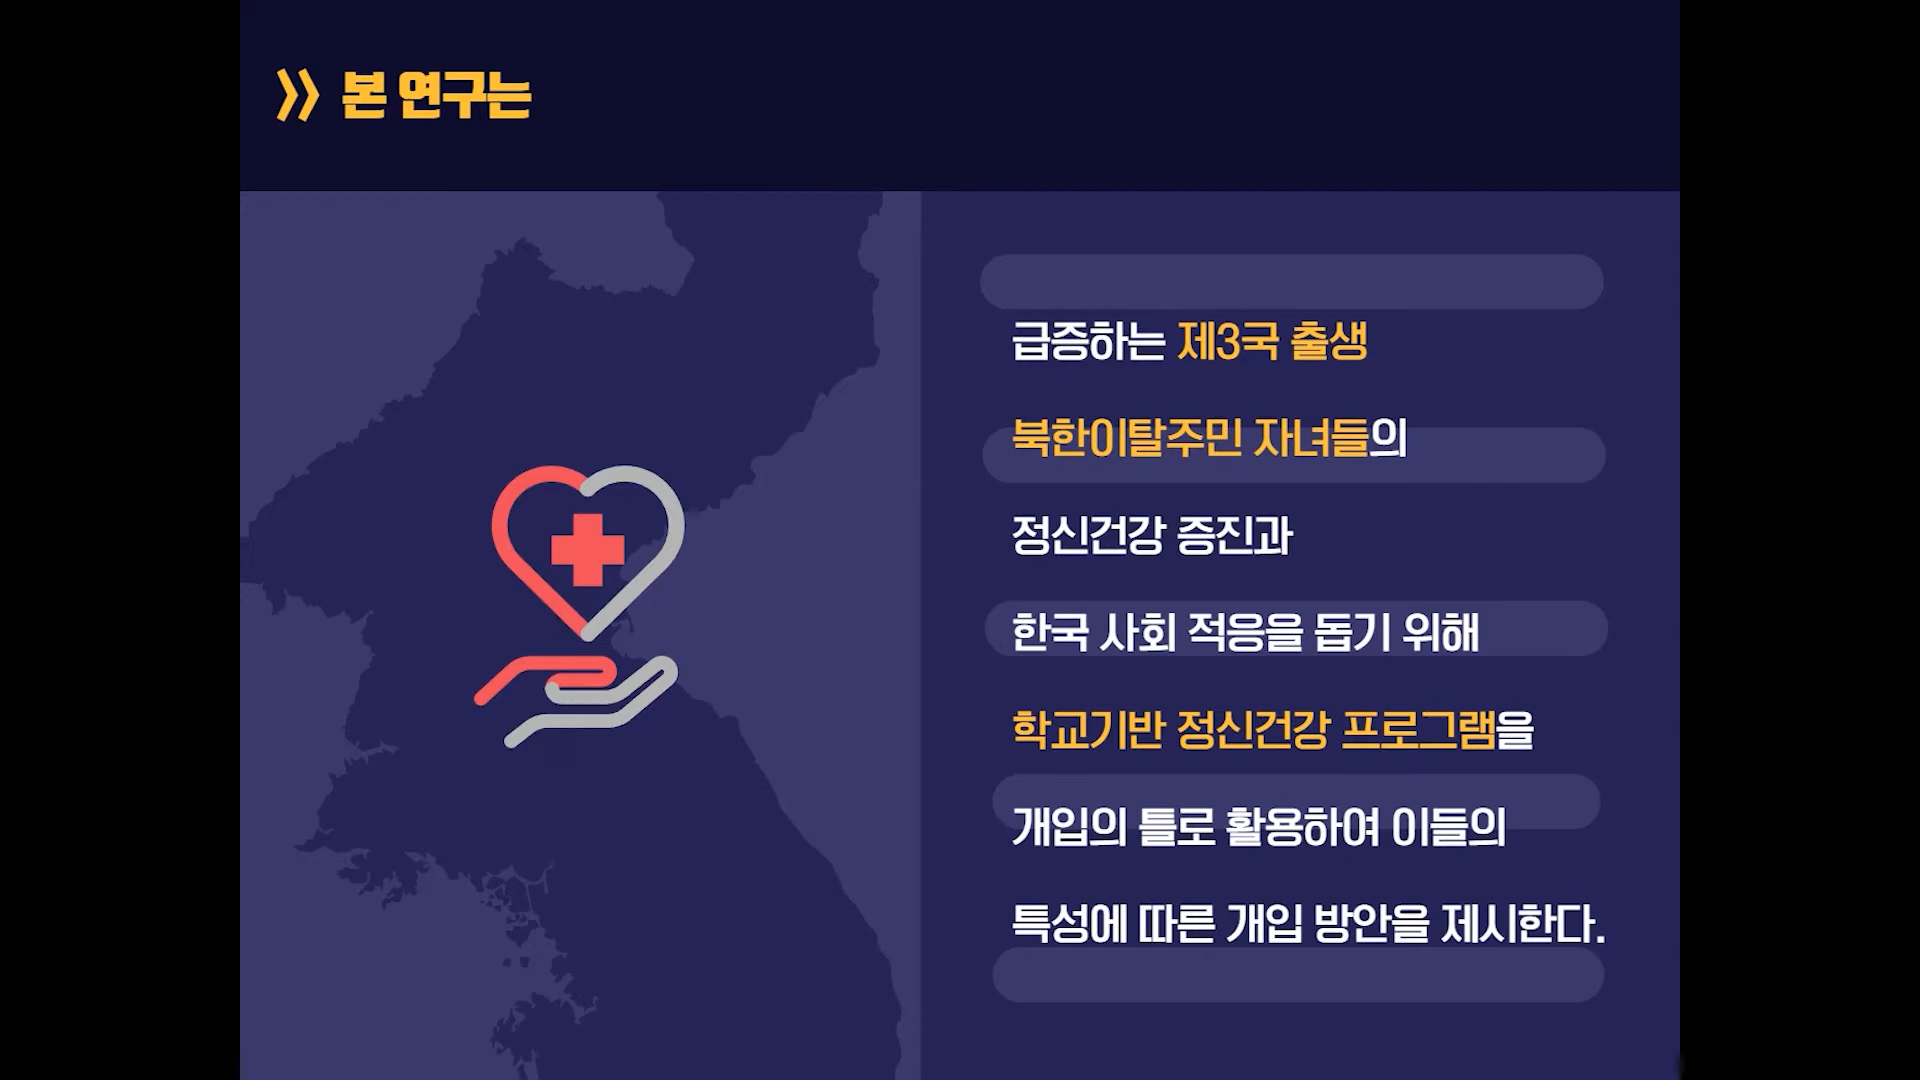 본 연구는
급증하는 제3국 출생
북한이탈주민 자녀들의
정신건강 증진과
한국 사회 적응을 돕기 위해
학교기반 정신건강 프로그램을
개입의 틀로 활용하여 이들의
특성에 따른 개입 방안을 제시한다.